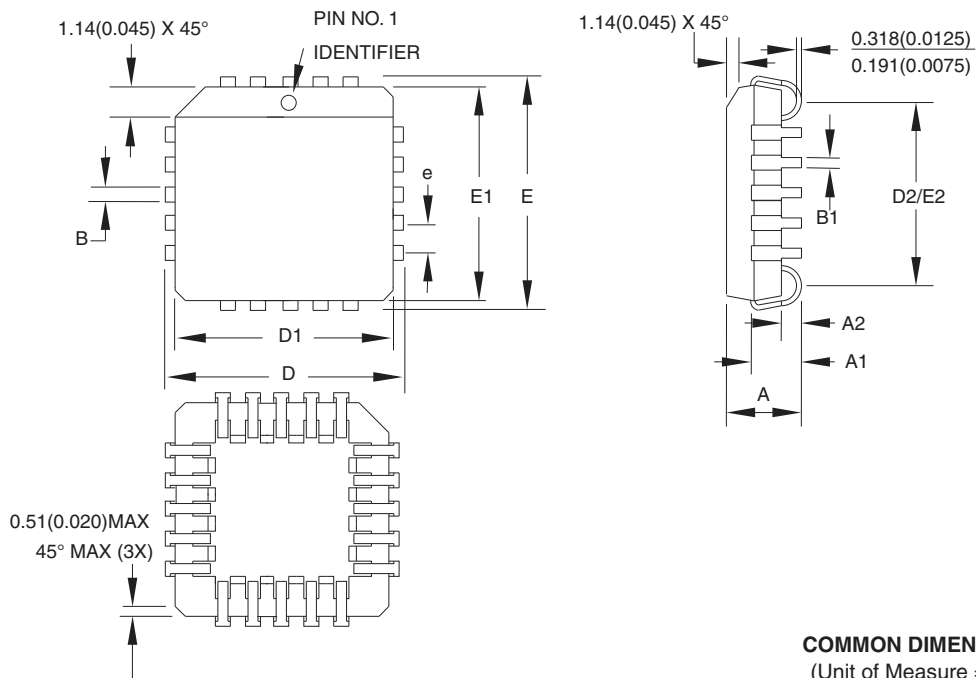 1.14(0.045) X 45°
PIN NO. 1
IDENTIFIER
1.14(0.045) X 45°
0.318(0.0125)
0.191(0.0075)
e
E1
E
B
D2/E2
B1
D1
D
A2
A1
A
0.51(0.020)MAX
45° MAX (3X)
COMMON DIMEN
(Unit of Measure